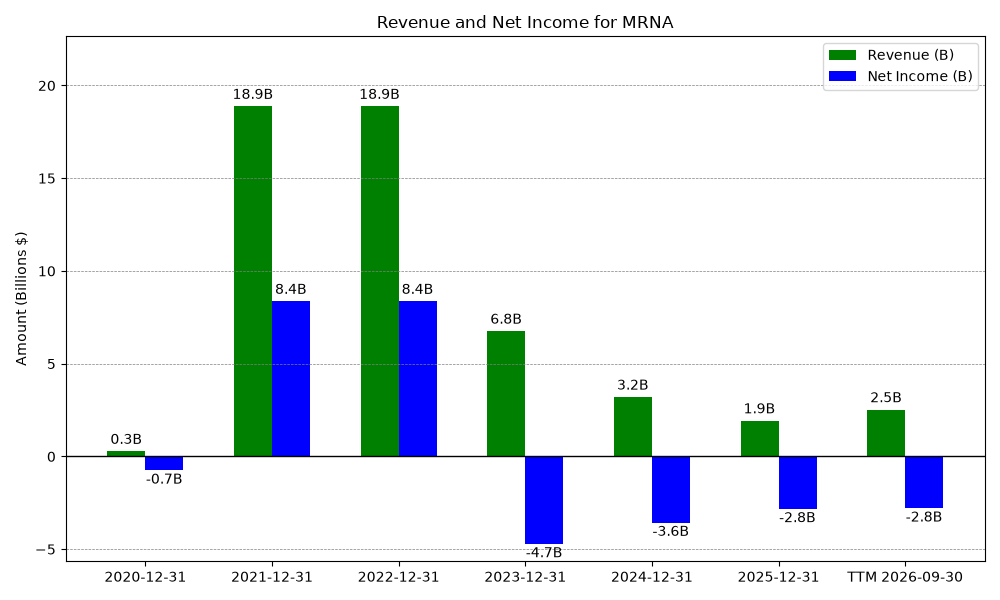 Revenue and Net Income for MRNA
Revenue (B)
Net Income (B)
Amount (Billions $)
20
15
10
5
0
−5
0.3B
-0.7B
18.9B
8.4B
18.9B
8.4B
6.8B
-4.7B
3.2B
-3.6B
1.9B
-2.8B
2.5B
-2.8B
2020-12-31
2021-12-31
2022-12-31
2023-12-31
2024-12-31
2025-12-31
TTM 2026-09-30